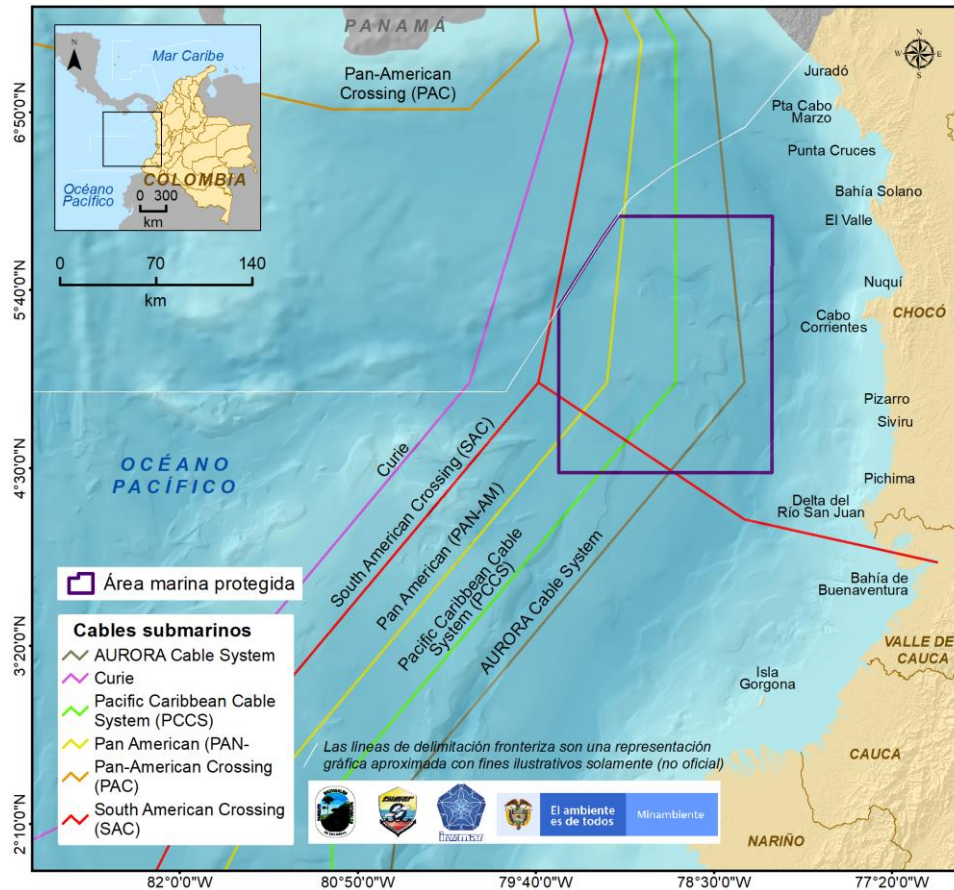 PANAMÁ
N
Mar Caribe
COLOMBIA
Océano
Pacífico
0 300
km
0 70 140
km
Pan-American
Crossing (PAC)
N
W E
S
Juradó
Pta Cabo
Marzo
Punta Cruces
Bahía Solano
El Valle
Nuquí
CHOCÓ
Cabo
Corrientes
Pizarro
Siviru
Pichima
Delta del
Río San Juan
Bahía de
Buenaventura
VALLE DE
CAUCA
Isla
Gorgona
CAUCA
NARIÑO
OCÉANO
PACÍFICO
Curie
South American Crossing (SAC)
Pan American (PAN-AM)
Pacific Caribbean Cable
System (PCCS)
AURORA Cable System
Área marina protegida
Cables submarinos
AURORA Cable System
Curie
Pacific Caribbean Cable
System (PCCS)
Pan American (PAN-
Pan-American Crossing
(PAC)
South American Crossing
(SAC)
Las lineas de delimitación fronteriza son una representación
gráfica aproximada con fines ilustrativos solamente (no oficial)
invemar
El ambiente
es de todos
Minambiente
6°50'0"N
5°40'0"N
4°30'0"N
3°20'0"N
2°10'0"N
82°0'0"W
80°50'0"W
79°40'0"W
78°30'0"W
77°20'0"W